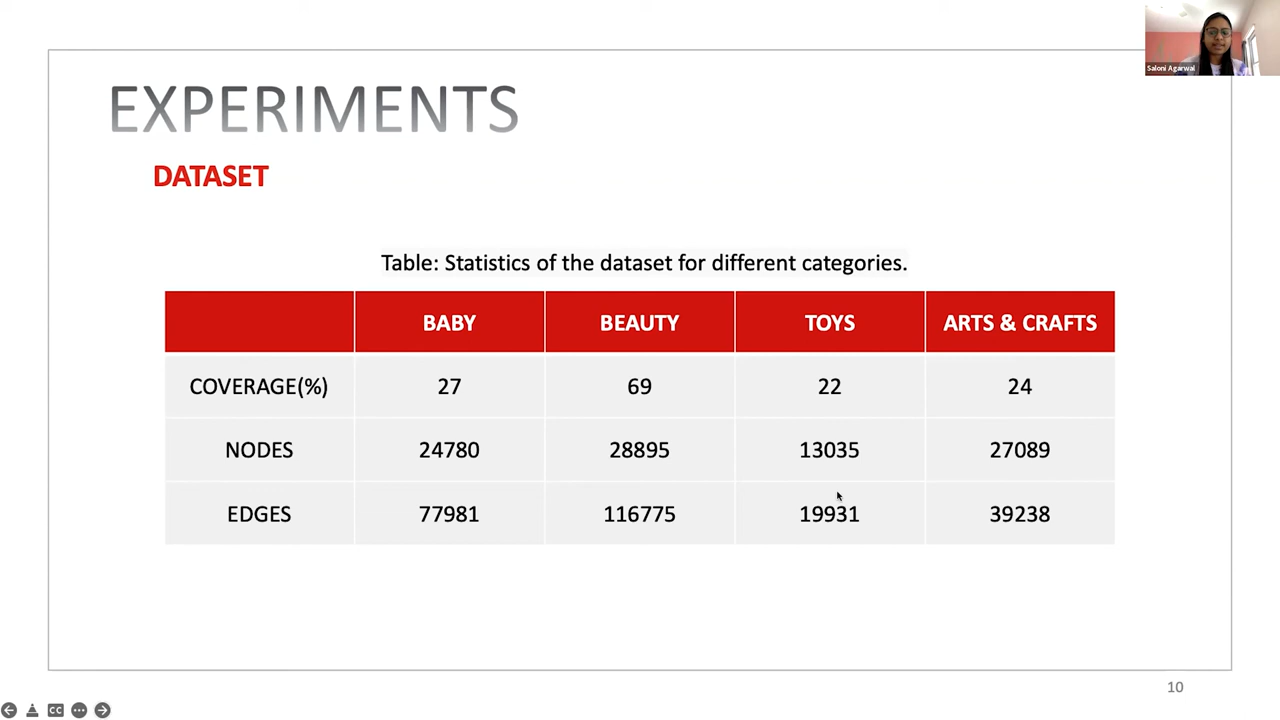 Saloni Agarwal
EXPERIMENTS
DATASET
Table: Statistics of the dataset for different categories.
BABY BEAUTY TOYS ARTS & CRAFTS
COVERAGE(%) 27 69 22 24
NODES 24780 28895 13035 27089
EDGES 77981 116775 19931 39238
10
CC